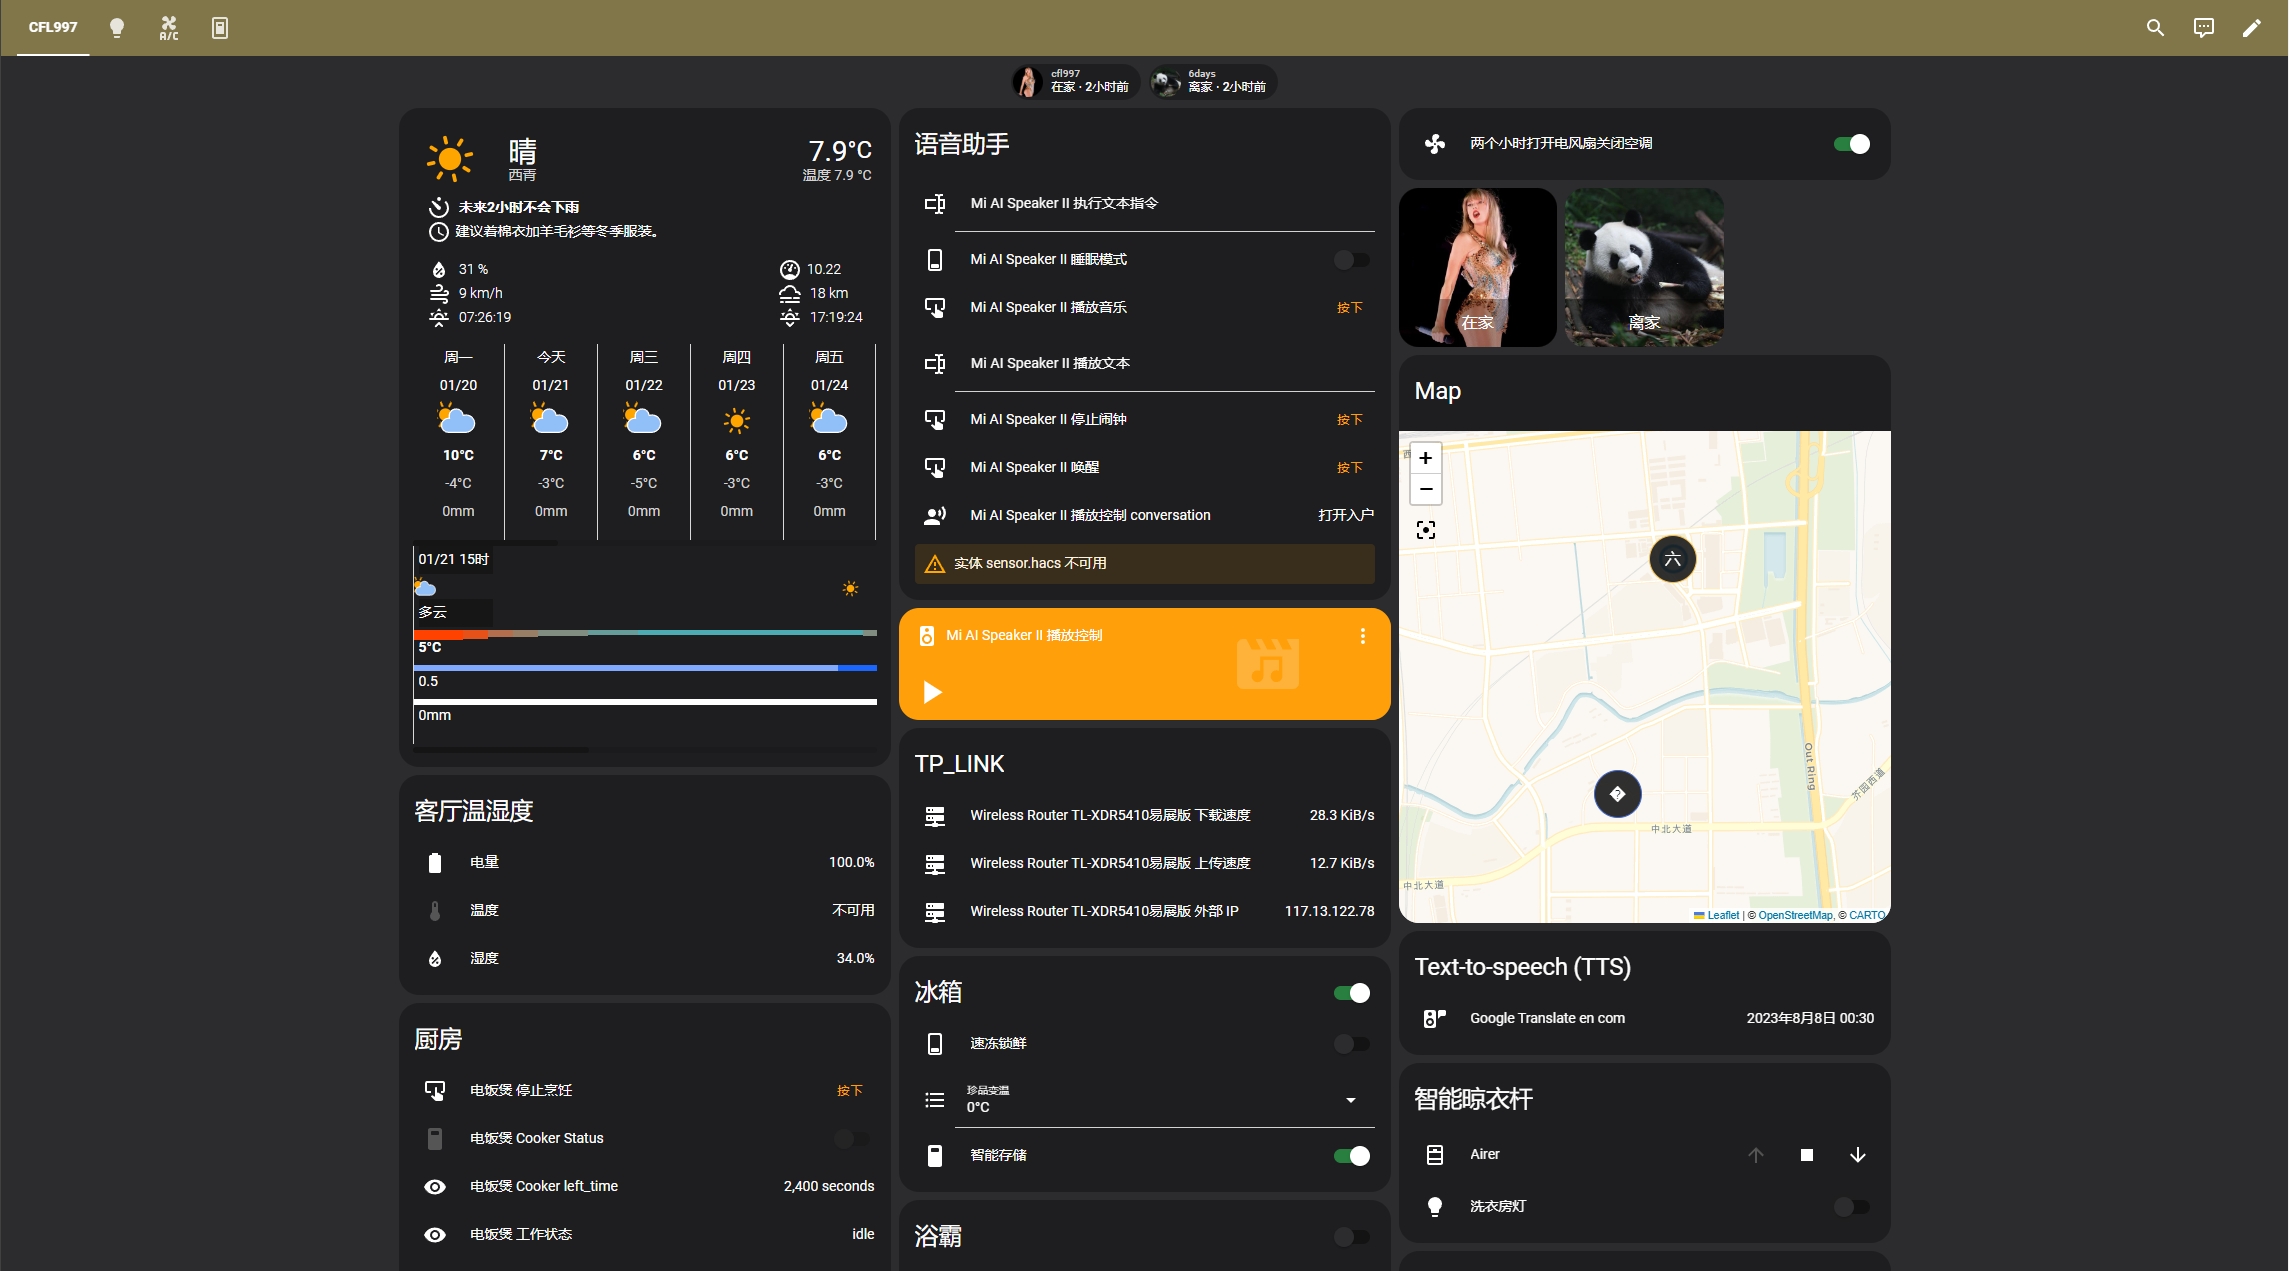 CFL997
A/C
cfl997
在家 · 2小时前
6days
离家 · 2小时前
晴
西青
7.9°C
温度 7.9 °C
未来2小时不会下雨
建议着棉衣加羊毛衫等冬季服装。
31 %
10.22
9 km/h
18 km
07:26:19
17:19:24
周一 今天 周三 周四 周五
01/20 01/21 01/22 01/23 01/24
10°C 7°C 6°C 6°C 6°C
-4°C -3°C -5°C -3°C -3°C
0mm 0mm 0mm 0mm 0mm
01/21 15时
多云
5°C
0.5
0mm
客厅温湿度
电量 100.0%
温度 不可用
湿度 34.0%
厨房
电饭煲 停止烹饪 按下
电饭煲 Cooker Status
电饭煲 Cooker left_time 2,400 seconds
电饭煲 工作状态 idle
语音助手
Mi AI Speaker II 执行文本指令
Mi AI Speaker II 睡眠模式
Mi AI Speaker II 播放音乐 按下
Mi AI Speaker II 播放文本
Mi AI Speaker II 停止闹钟 按下
Mi AI Speaker II 唤醒 按下
Mi AI Speaker II 播放控制 conversation 打开入户
实体 sensor.hacs 不可用
Mi AI Speaker II 播放控制
TP_LINK
Wireless Router TL-XDR5410易展版 下载速度 28.3 KiB/s
Wireless Router TL-XDR5410易展版 上传速度 12.7 KiB/s
Wireless Router TL-XDR5410易展版 外部 IP 117.13.122.78
冰箱
速冻锁鲜
珍品变温
0°C
智能存储
浴霸
两个小时打开电风扇关闭空调
在家
离家
Map
西
+
−
六
Out Ring
芥园西道
中北大道
中北大道
Leaflet | © OpenStreetMap, © CARTO
Text-to-speech (TTS)
Google Translate en com 2023年8月8日 00:30
智能晾衣杆
Airer
洗衣房灯